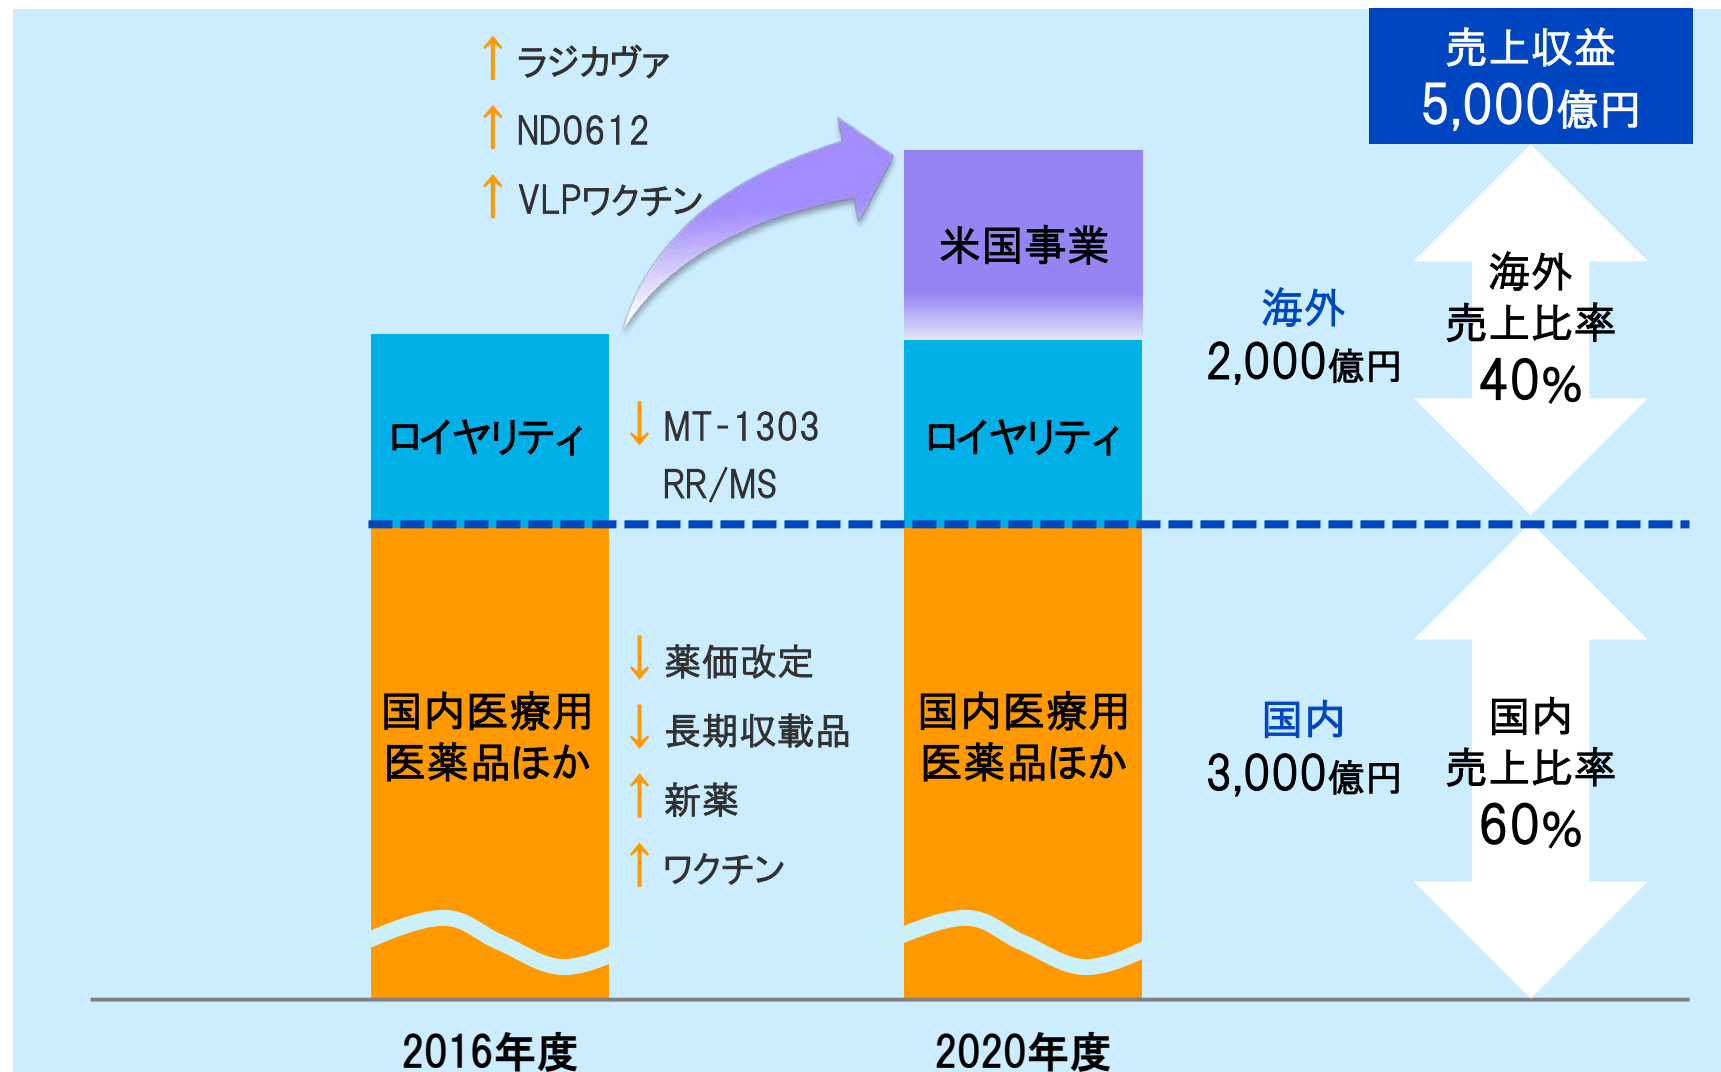 ↑ ラジカヴァ
↑ ND0612
↑ VLPワクチン
売上収益
5,000億円
米国事業
海外
2,000億円
海外
売上比率
40%
ロイヤリティ
↓ MT-1303
RR/MS
ロイヤリティ
国内医療用
医薬品ほか
↓ 薬価改定
↓ 長期収載品
↑ 新薬
↑ ワクチン
国内医療用
医薬品ほか
国内
3,000億円
国内
売上比率
60%
2016年度
2020年度